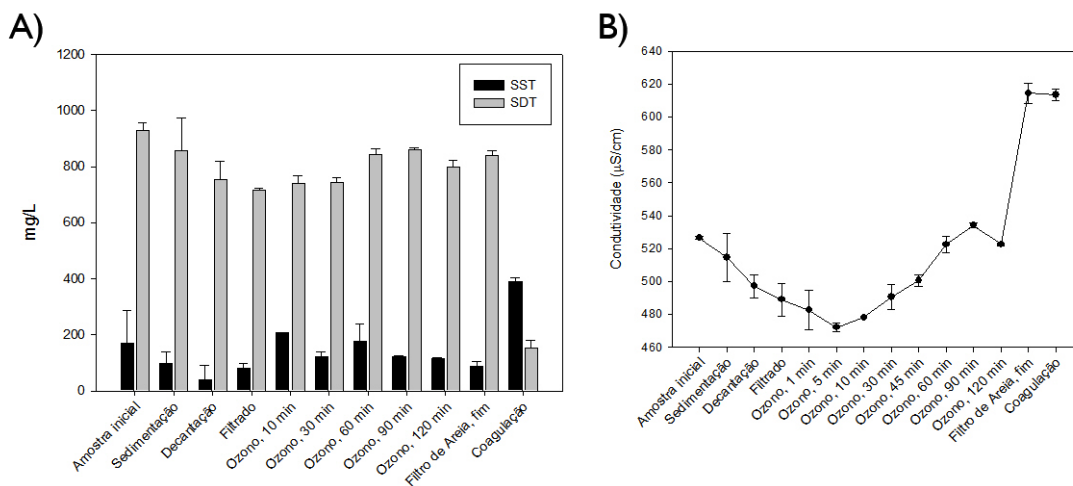 A)
1200
1000
800
600
400
200
0
mg/L
SST
SDT
Amostra inicial
Sedimentação
Decantação
Filtrado
Ozono, 10 min
Ozono, 30 min
Ozono, 60 min
Ozono, 90 min
Ozono, 120 min
Filtro de Areia, fim
Coagulação
B)
640
620
600
580
560
540
520
500
480
460
Condutividade (µS/cm)
Amostra inicial
Sedimentação
Decantação
Filtrado
Ozono, 1 min
Ozono, 5 min
Ozono, 10 min
Ozono, 30 min
Ozono, 45 min
Ozono, 60 min
Ozono, 90 min
Ozono, 120 min
Filtro de Areia, fim
Coagulação